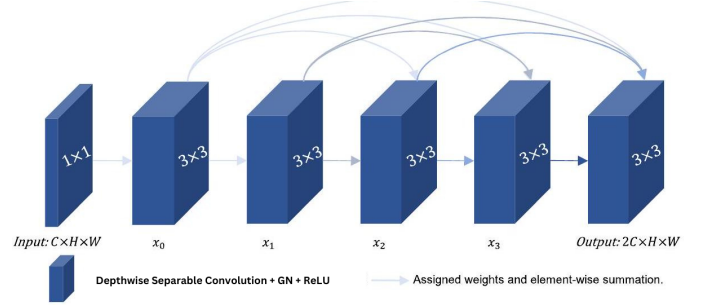 1×1
3×3
3×3
3×3
3×3
3×3
Input: C×H×W
x₀
x₁
x₂
x₃
Output: 2C×H×W
Depthwise Separable Convolution + GN + ReLU
Assigned weights and element-wise summation.